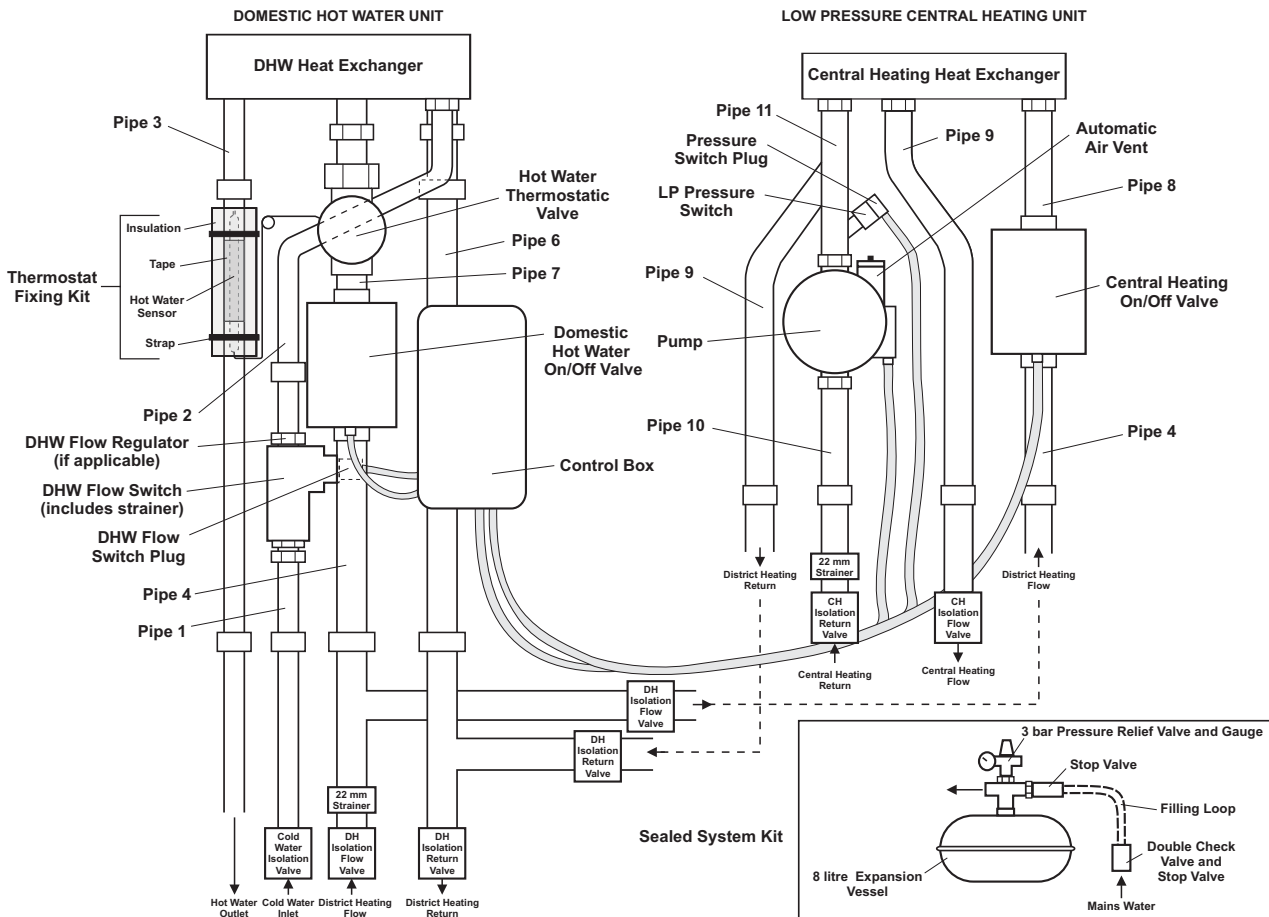 DOMESTIC HOT WATER UNIT
DHW Heat Exchanger
Pipe 3
Hot Water
Thermostatic
Valve
Insulation
Tape
Hot Water
Sensor
Strap
Thermostat
Fixing Kit
Pipe 6
Pipe 7
Domestic
Hot Water
On/Off Valve
Pipe 2
DHW Flow Regulator
(if applicable)
DHW Flow Switch
(includes strainer)
DHW Flow
Switch Plug
Control Box
Pipe 4
Pipe 1
22 mm
Strainer
Cold
Water
Isolation
Valve
DH
Isolation
Flow
Valve
DH
Isolation
Return
Valve
Hot Water
Outlet
Cold Water
Inlet
District Heating
Flow
District Heating
Return
DH
Isolation
Flow
Valve
DH
Isolation
Return
Valve
LOW PRESSURE CENTRAL HEATING UNIT
Central Heating Heat Exchanger
Pipe 11
Pressure
Switch Plug
LP Pressure
Switch
Pipe 9
Automatic
Air Vent
Pipe 8
Pipe 9
Pump
Central Heating
On/Off Valve
Pipe 10
Pipe 4
22 mm
Strainer
District Heating
Return
District Heating
Flow
CH
Isolation
Return
Valve
CH
Isolation
Flow
Valve
Central Heating
Return
Central Heating
Flow
Sealed System Kit
3 bar Pressure Relief Valve and Gauge
Stop Valve
Filling Loop
Double Check
Valve and
Stop Valve
8 litre Expansion
Vessel
Mains Water